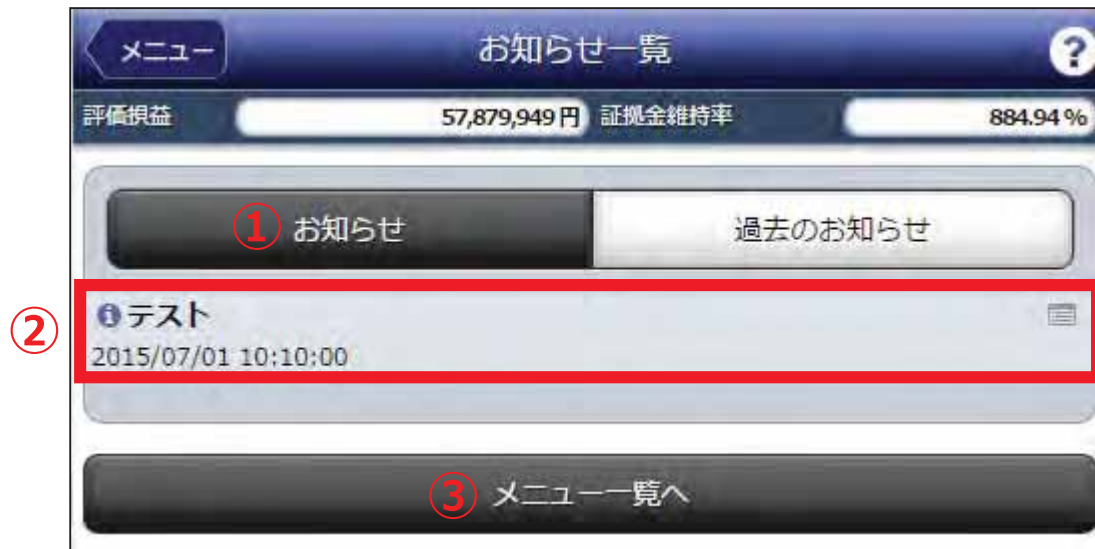 メニュー お知らせ一覧 ?
評価損益 57,879,949円 証拠金維持率 884.94%
① お知らせ 過去のお知らせ
② テスト
2015/07/01 10:10:00
③ メニュー一覧へ